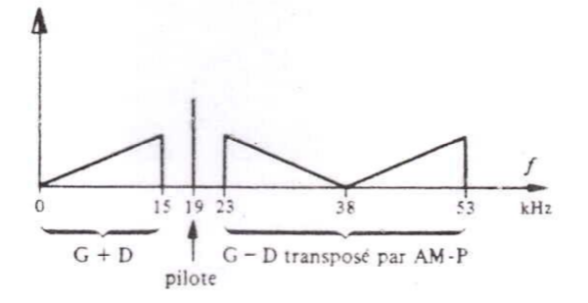 f
0 15 19 23 38 53 kHz
G + D G − D transposé par AM-P
pilote